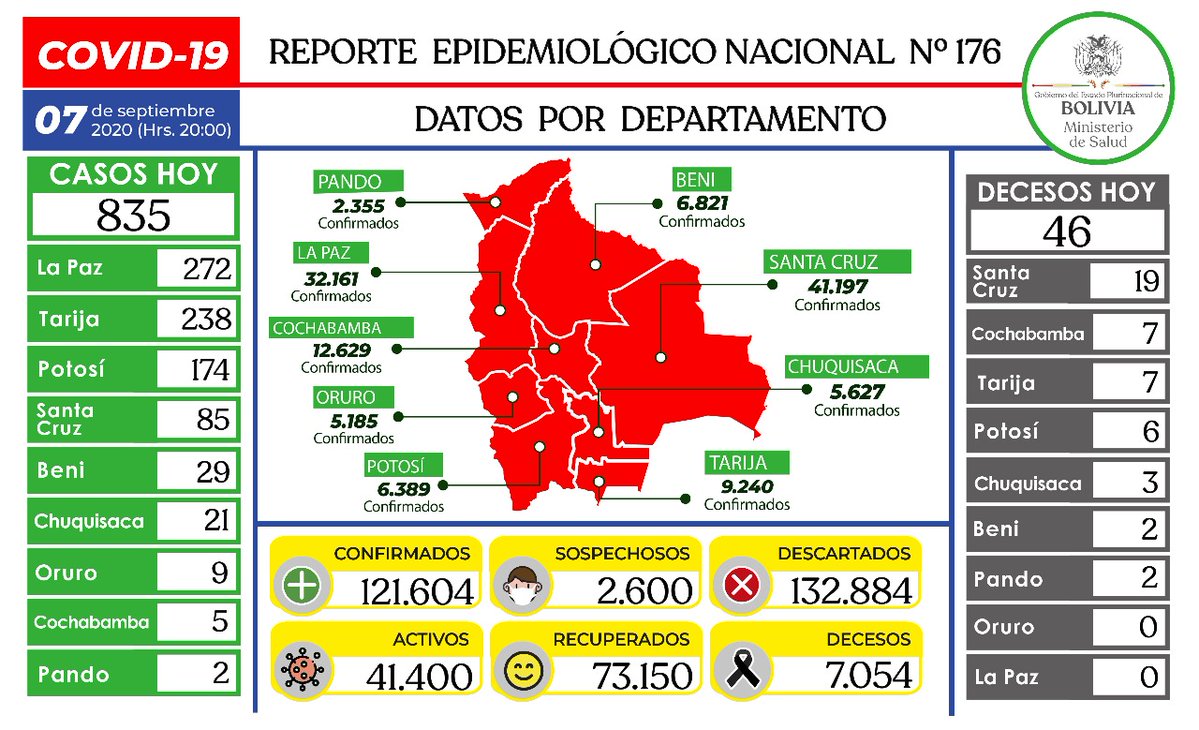 COVID-19
REPORTE EPIDEMIOLÓGICO NACIONAL Nº 176
07 de septiembre
2020 (Hrs. 20:00)
DATOS POR DEPARTAMENTO
Gobierno del Estado Plurinacional de
BOLIVIA
Ministerio
de Salud
CASOS HOY
835
La Paz 272
Tarija 238
Potosí 174
Santa
Cruz 85
Beni 29
Chuquisaca 21
Oruro 9
Cochabamba 5
Pando 2
PANDO
2.355
Confirmados
LA PAZ
32.161
Confirmados
COCHABAMBA
12.629
Confirmados
ORURO
5.185
Confirmados
POTOSÍ
6.389
Confirmados
BENI
6.821
Confirmados
SANTA CRUZ
41.197
Confirmados
CHUQUISACA
5.627
Confirmados
TARIJA
9.240
Confirmados
CONFIRMADOS
121.604
SOSPECHOSOS
2.600
DESCARTADOS
132.884
ACTIVOS
41.400
RECUPERADOS
73.150
DECESOS
7.054
DECESOS HOY
46
Santa
Cruz 19
Cochabamba 7
Tarija 7
Potosí 6
Chuquisaca 3
Beni 2
Pando 2
Oruro 0
La Paz 0